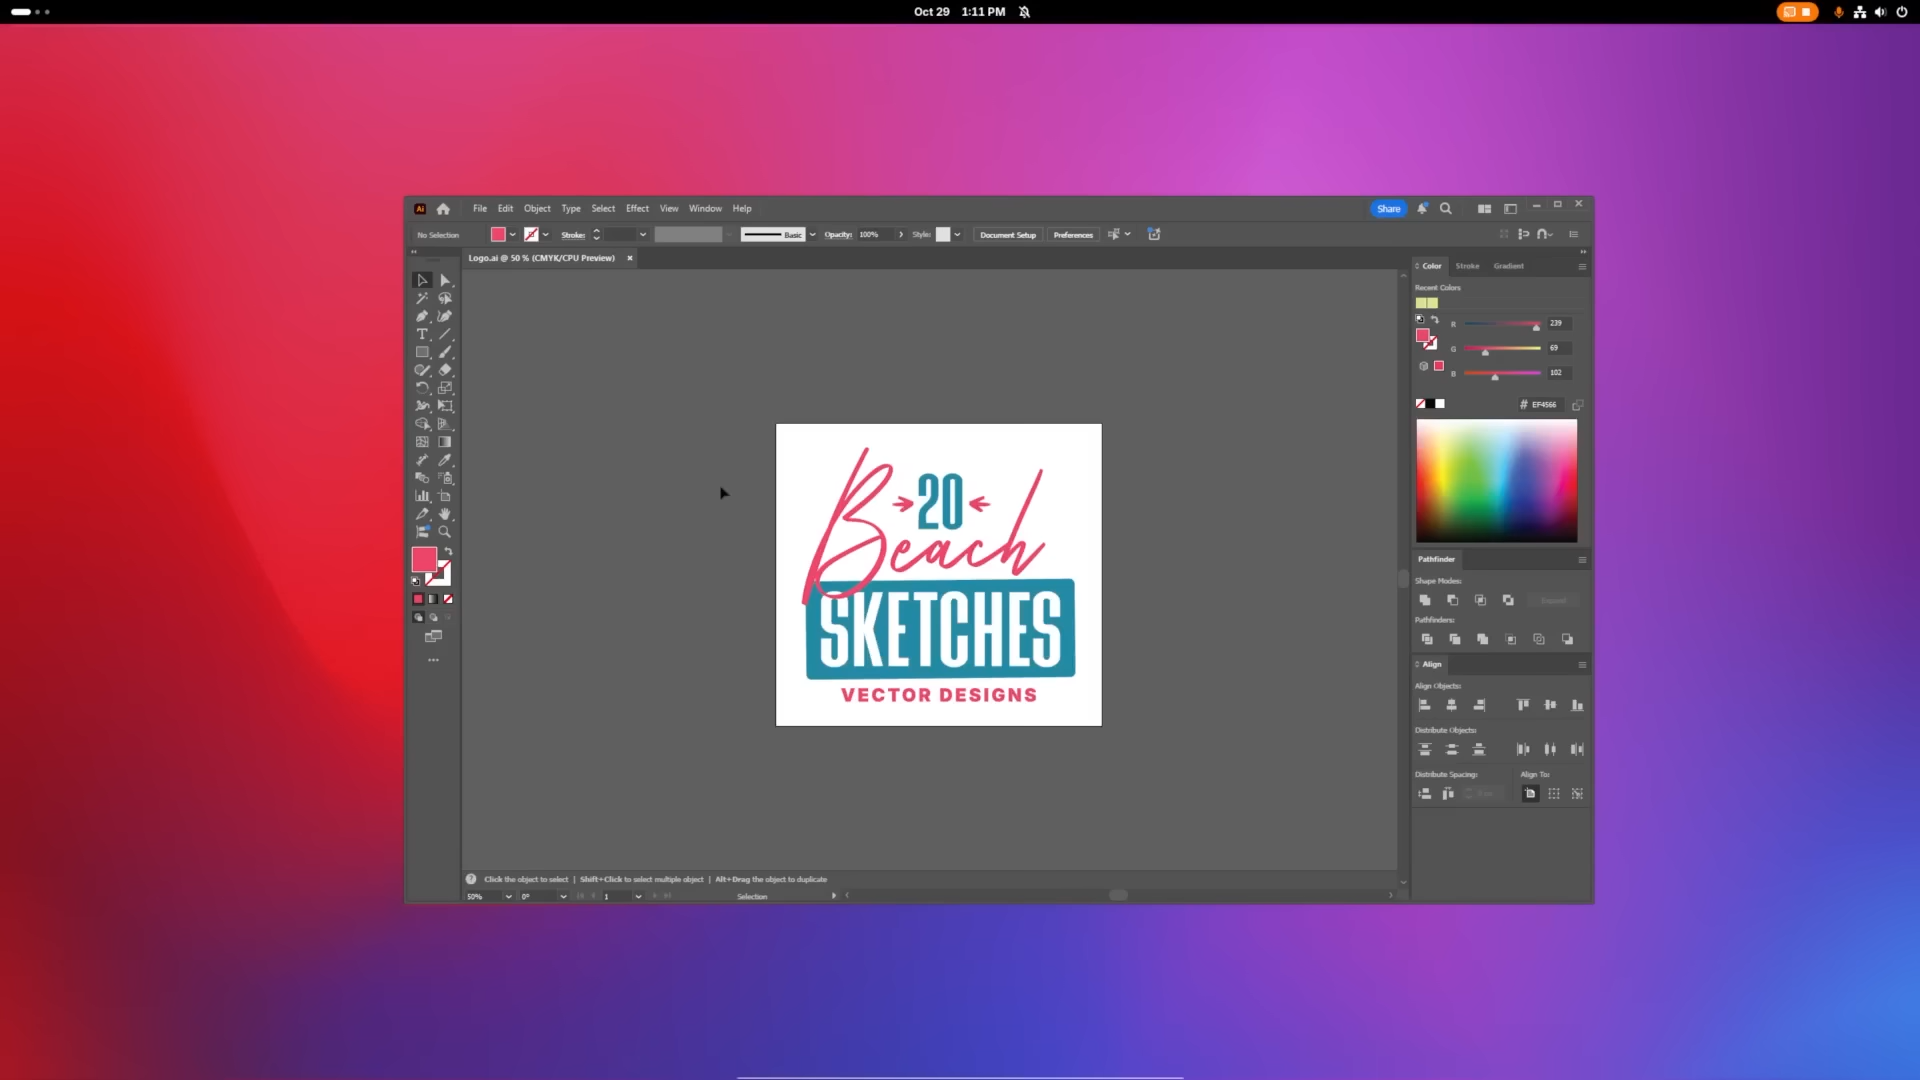 Oct 29 1:11 PM
Ai File Edit Object Type Select Effect View Window Help Share
No Selection Stroke: Basic Opacity: 100% Style: Document Setup Preferences
Logo.ai @ 50 % (CMYK/CPU Preview) ×
Color Stroke Gradient
Recent Colors
R 239
G 69
B 102
# EF4566
20
Beach
SKETCHES
VECTOR DESIGNS
Pathfinder
Shape Modes:
Expand
Pathfinders:
Align
Align Objects:
Distribute Objects:
Distribute Spacing: Align To:
Click the object to select | Shift+Click to select multiple object | Alt+Drag the object to duplicate
50% 0° 1 Selection